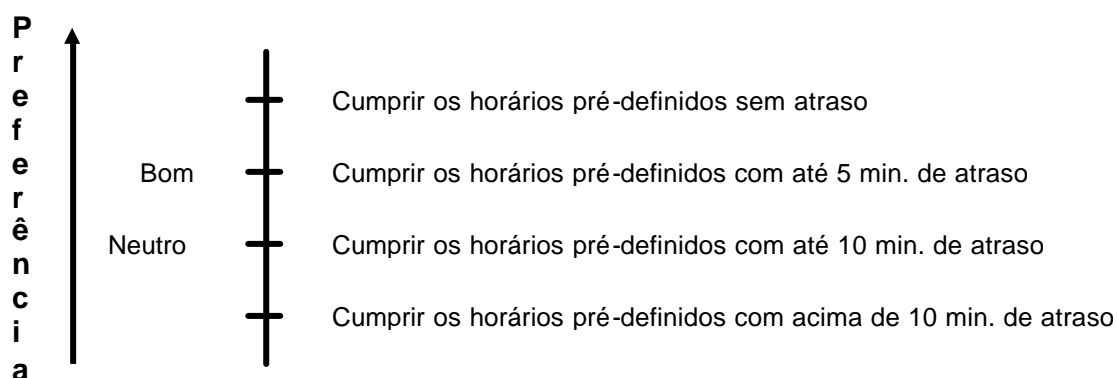 Preferência
Cumprir os horários pré-definidos sem atraso
Bom Cumprir os horários pré-definidos com até 5 min. de atraso
Neutro Cumprir os horários pré-definidos com até 10 min. de atraso
Cumprir os horários pré-definidos com acima de 10 min. de atraso